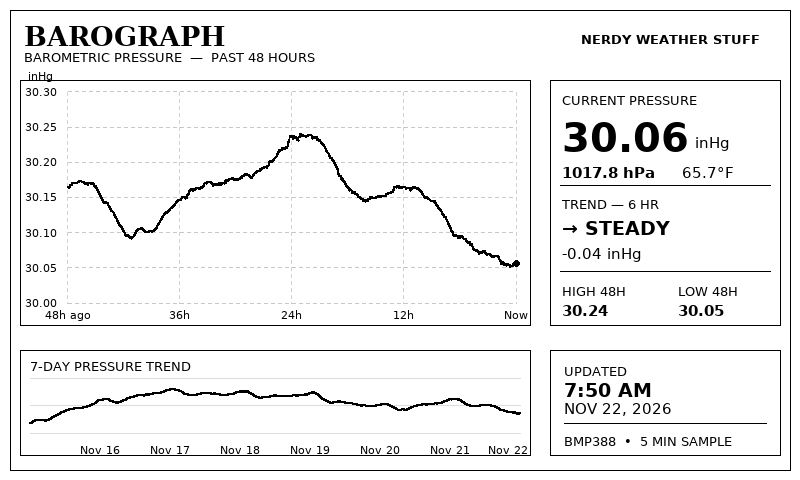 BAROGRAPH
BAROMETRIC PRESSURE — PAST 48 HOURS
NERDY WEATHER STUFF
inHg
30.30
30.25
30.20
30.15
30.10
30.05
30.00
48h ago 36h 24h 12h Now
CURRENT PRESSURE
30.06 inHg
1017.8 hPa 65.7°F
TREND — 6 HR
→ STEADY
-0.04 inHg
HIGH 48H LOW 48H
30.24 30.05
7-DAY PRESSURE TREND
Nov 16 Nov 17 Nov 18 Nov 19 Nov 20 Nov 21 Nov 22
UPDATED
7:50 AM
NOV 22, 2026
BMP388 • 5 MIN SAMPLE